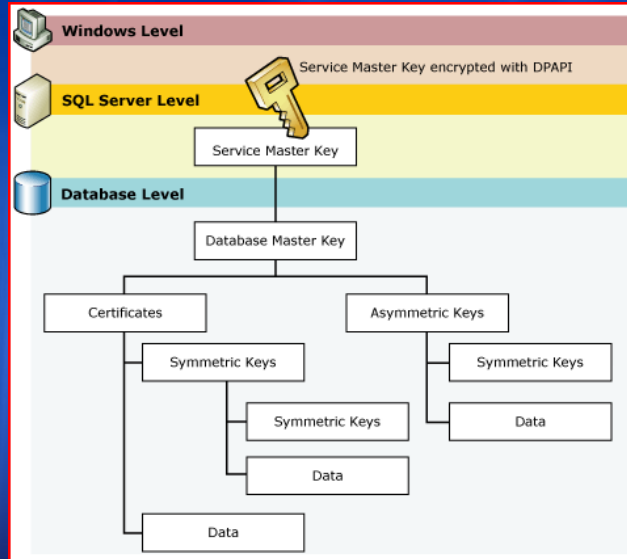 Windows Level
Service Master Key encrypted with DPAPI
SQL Server Level
Service Master Key
Database Level
Database Master Key
Certificates
Asymmetric Keys
Symmetric Keys
Symmetric Keys
Symmetric Keys
Data
Data
Data